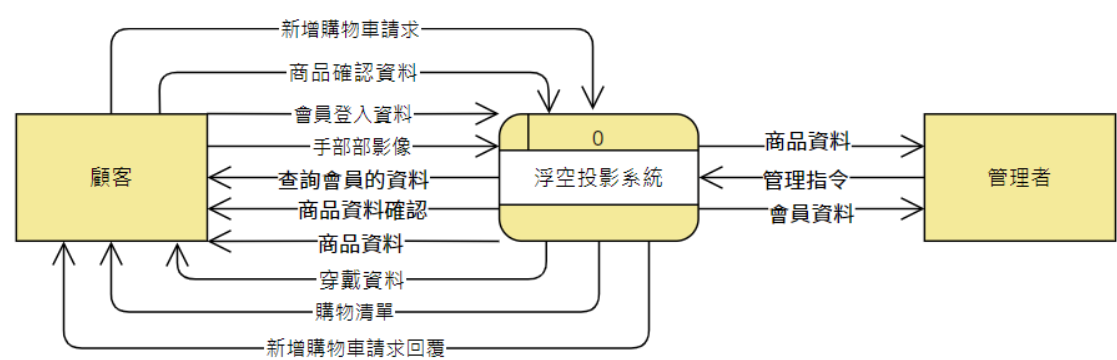 新增購物車請求
商品確認資料
會員登入資料
手部部影像
查詢會員的資料
商品資料確認
商品資料
穿戴資料
購物清單
新增購物車請求回覆
顧客
0
浮空投影系統
商品資料
管理指令
會員資料
管理者